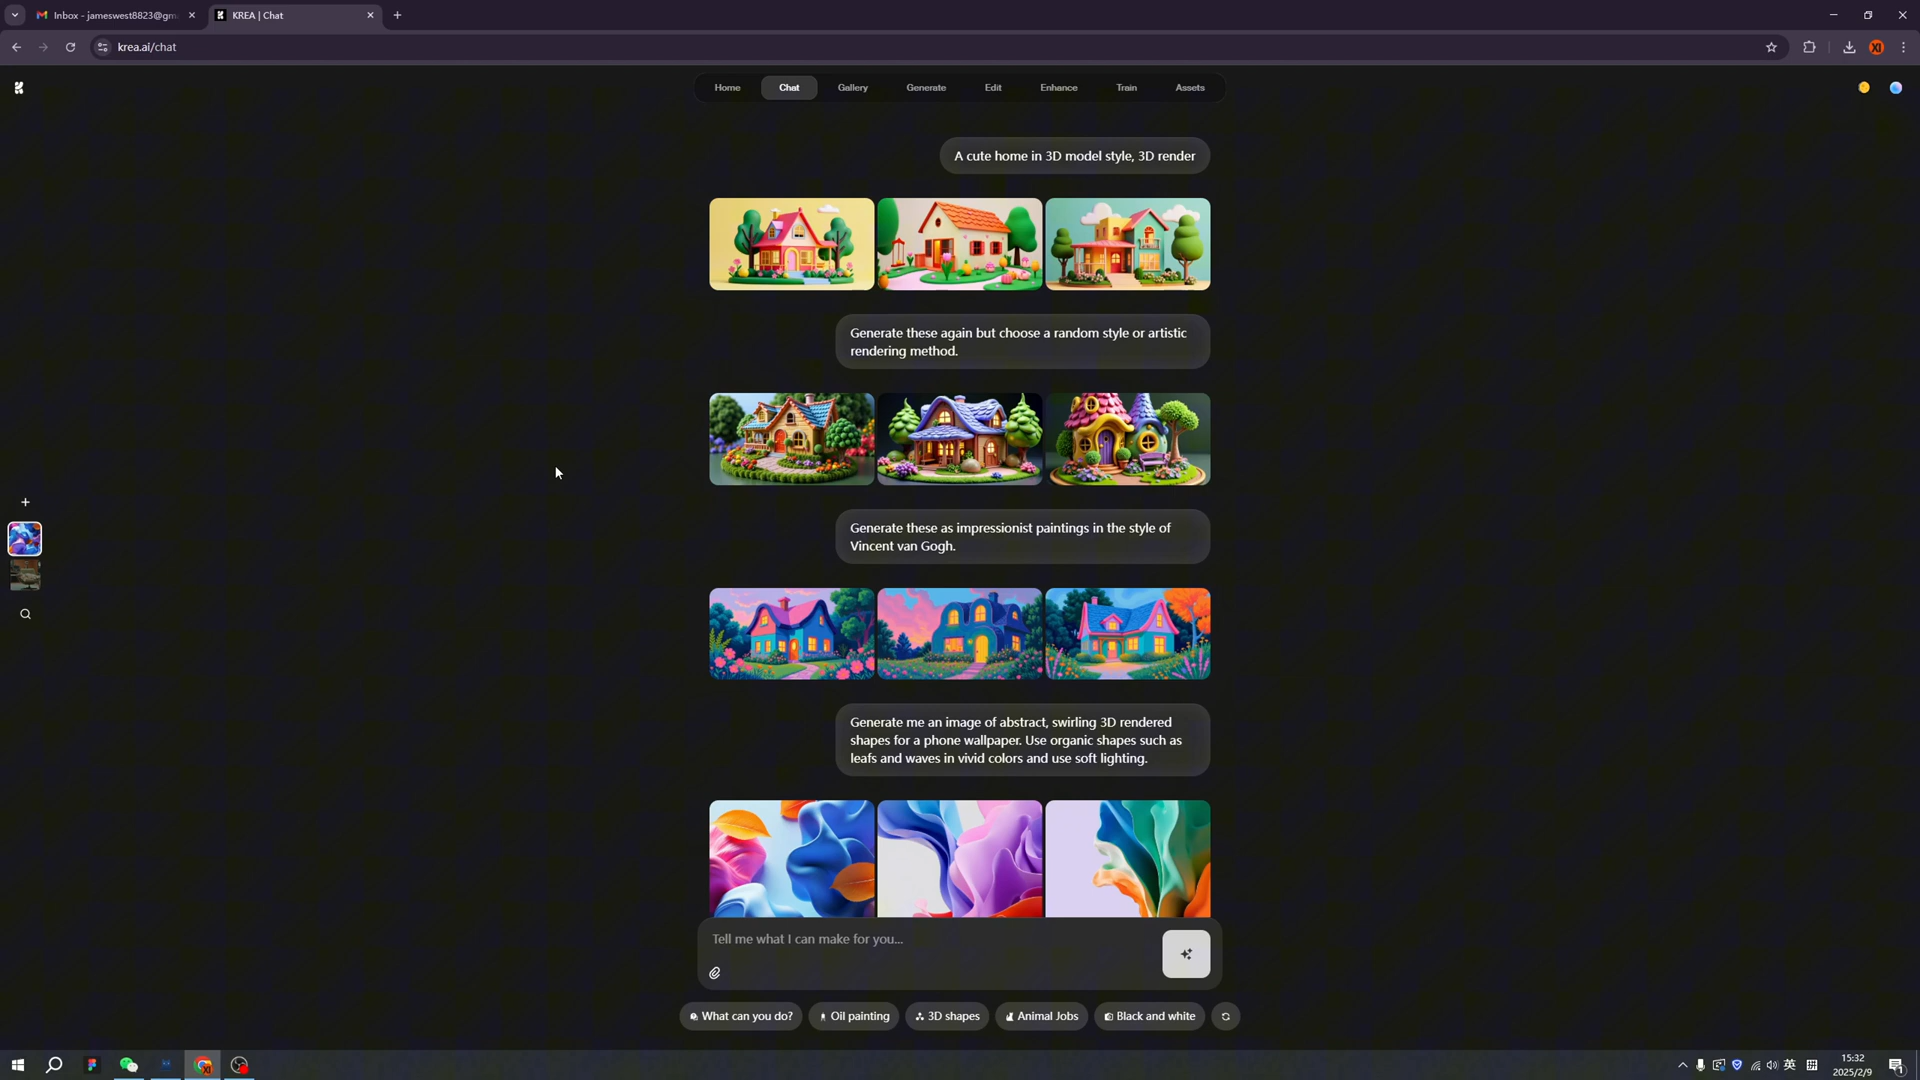 Inbox - jameswest8823@gm
KREA | Chat
krea.ai/chat
XI
Home
Chat
Gallery
Generate
Edit
Enhance
Train
Assets
A cute home in 3D model style, 3D render
Generate these again but choose a random style or artistic
rendering method.
Generate these as impressionist paintings in the style of
Vincent van Gogh.
Generate me an image of abstract, swirling 3D rendered
shapes for a phone wallpaper. Use organic shapes such as
leafs and waves in vivid colors and use soft lighting.
Tell me what I can make for you...
What can you do?
Oil painting
3D shapes
Animal Jobs
Black and white
英
15:32
2025/2/9